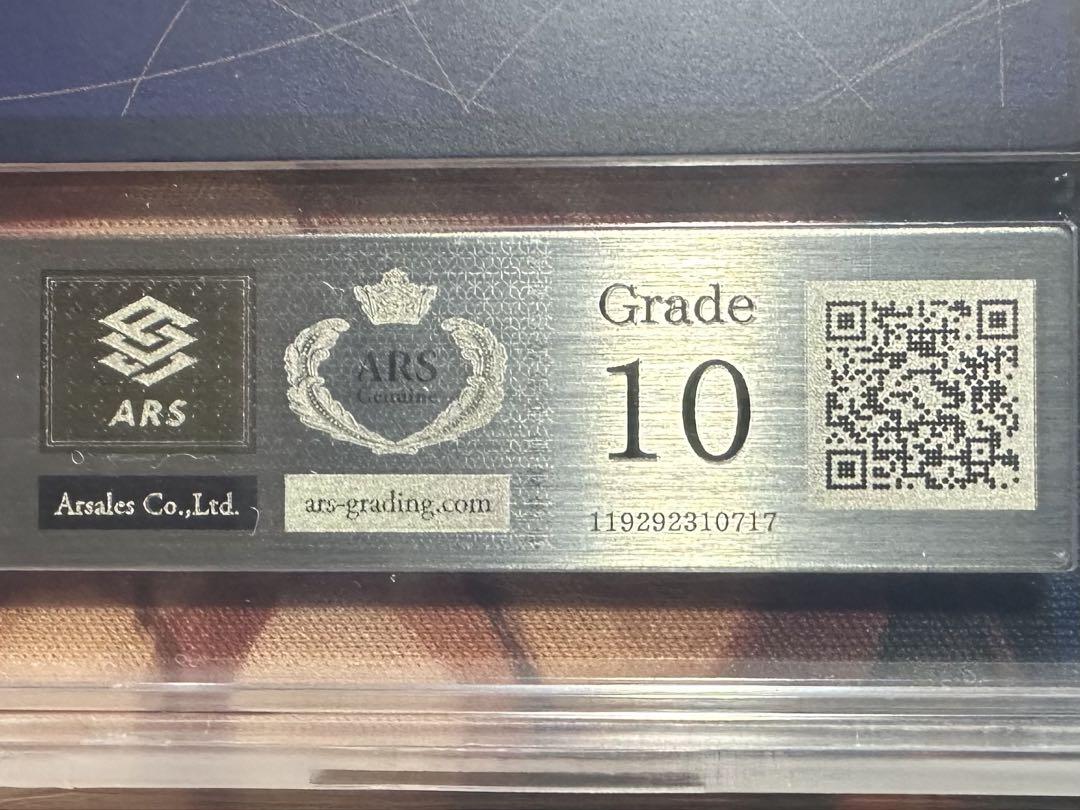 ARS
Arsales Co.,Ltd.
ARS
Genuine
ars-grading.com
Grade
10
119292310717